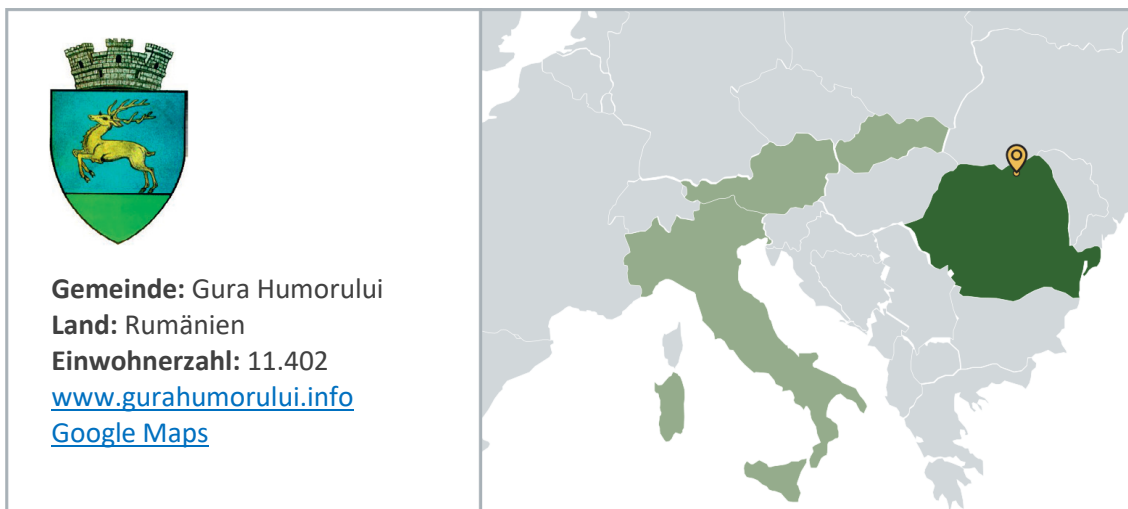 Gemeinde: Gura Humorului
Land: Rumänien
Einwohnerzahl: 11.402
www.gurahumorului.info
Google Maps